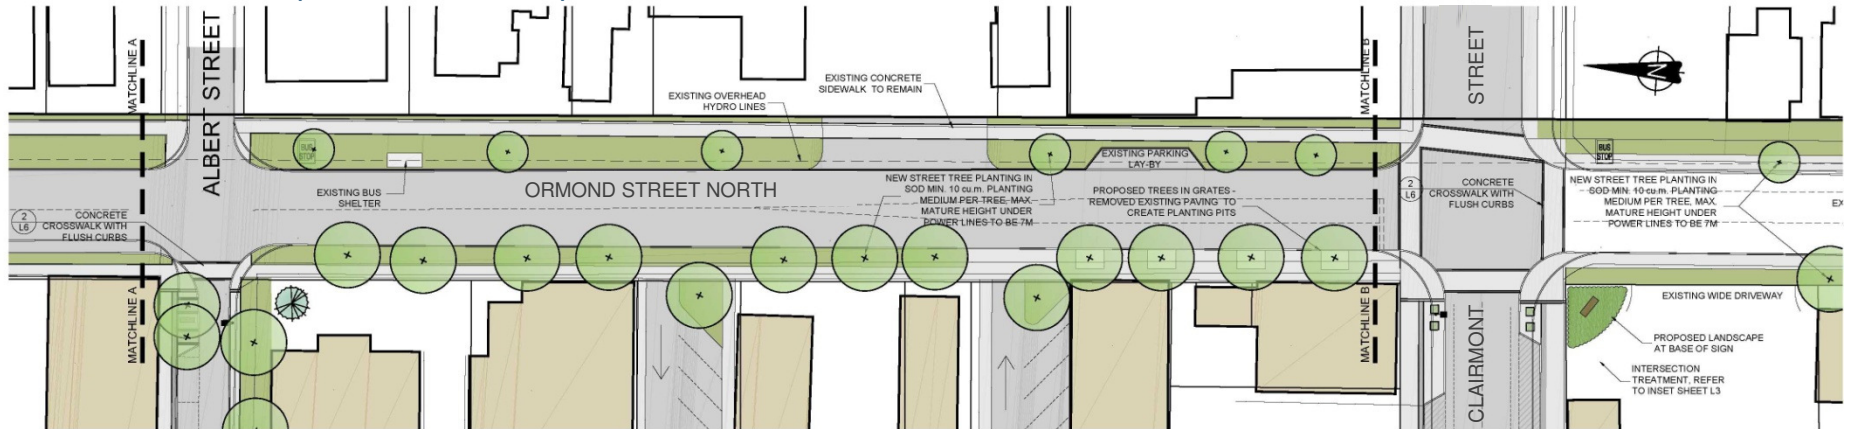 MATCHLINE A
ALBERT STREET
EXISTING OVERHEAD
HYDRO LINES
EXISTING CONCRETE
SIDEWALK TO REMAIN
MATCHLINE B
STREET
N
BUS
STOP
EXISTING BUS
SHELTER
ORMOND STREET NORTH
EXISTING PARKING
LAY-BY
NEW STREET TREE PLANTING IN
SOD MIN. 10 cu.m. PLANTING
MEDIUM PER TREE, MAX.
MATURE HEIGHT UNDER
POWER LINES TO BE 7M
PROPOSED TREES IN GRATES -
REMOVED EXISTING PAVING TO
CREATE PLANTING PITS
2
L6
CONCRETE
CROSSWALK WITH
FLUSH CURBS
BUS
STOP
NEW STREET TREE PLANTING IN
SOD MIN. 10 cu.m. PLANTING
MEDIUM PER TREE, MAX.
MATURE HEIGHT UNDER
POWER LINES TO BE 7M
EX
2
L6
CONCRETE
CROSSWALK WITH
FLUSH CURBS
MATCHLINE A
MATCHLINE B
CLAIRMONT
EXISTING WIDE DRIVEWAY
PROPOSED LANDSCAPE
AT BASE OF SIGN
INTERSECTION
TREATMENT, REFER
TO INSET SHEET L3